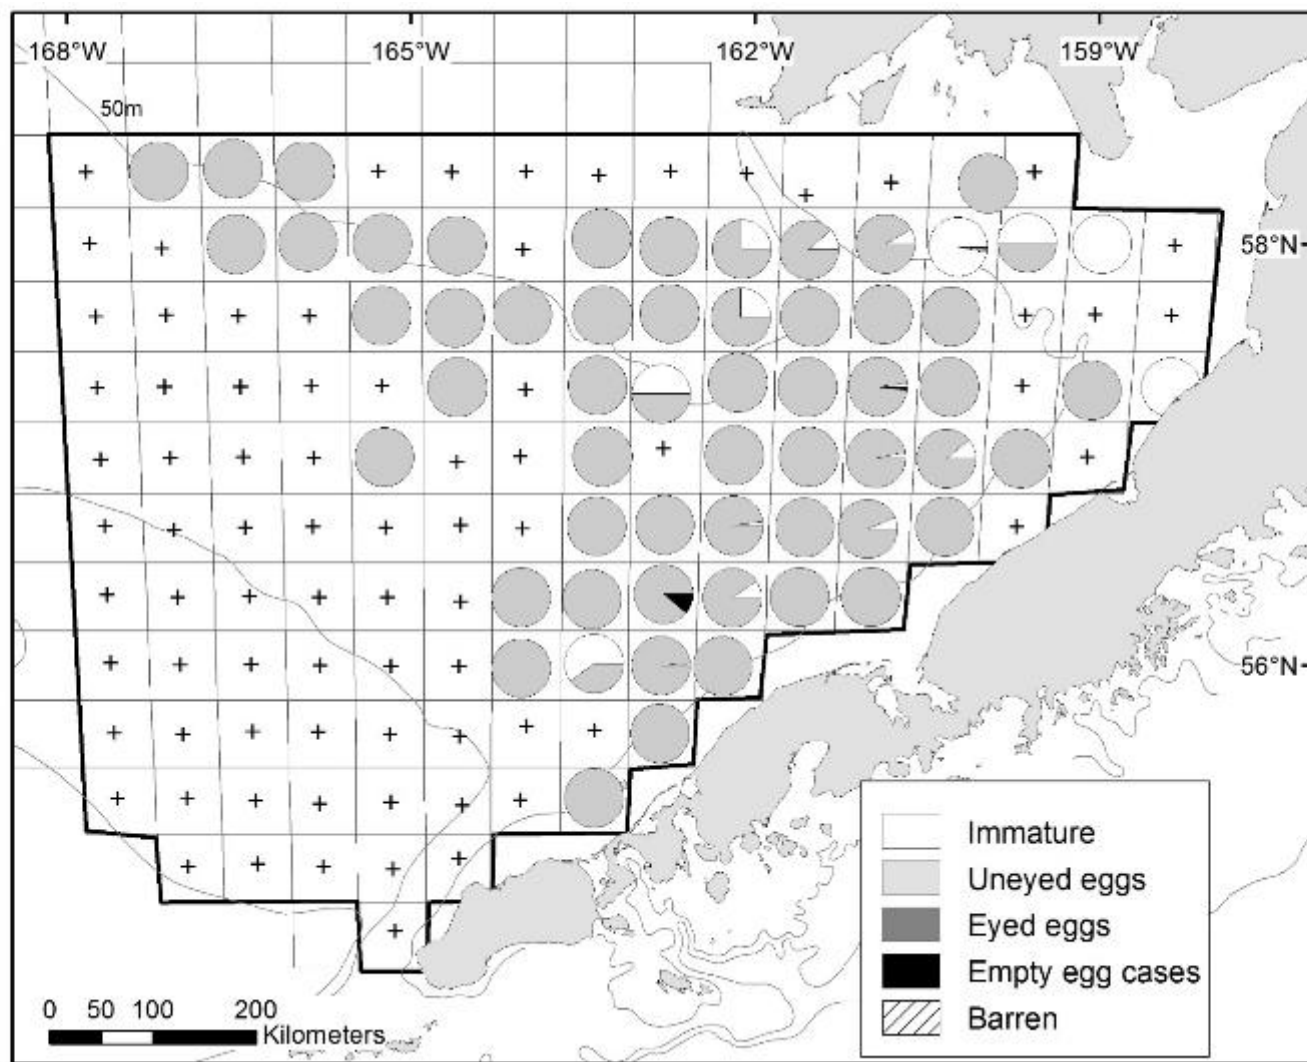 168°W 165°W 162°W 159°W
50m
58°N
56°N
Immature
Uneyed eggs
Eyed eggs
Empty egg cases
Barren
0 50 100 200
Kilometers